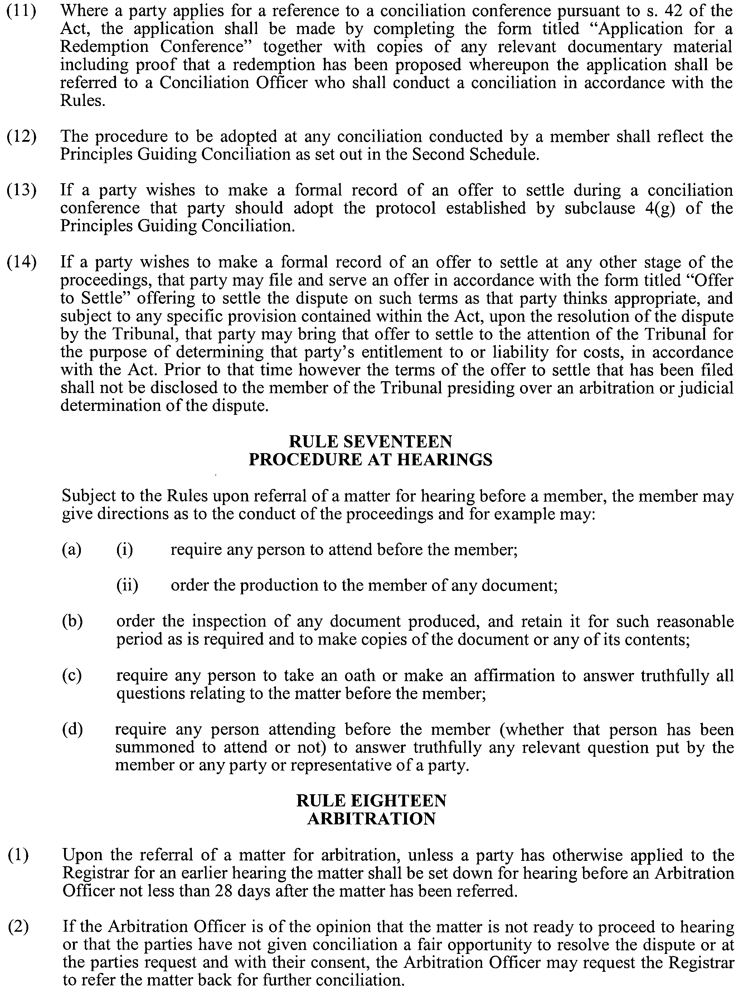 (11) Where a party applies for a reference to a conciliation conference pursuant to s. 42 of the
Act, the application shall be made by completing the form titled “Application for a
Redemption Conference” together with copies of any relevant documentary material
including proof that a redemption has been proposed whereupon the application shall be
referred to a Conciliation Officer who shall conduct a conciliation in accordance with the
Rules.
(12) The procedure to be adopted at any conciliation conducted by a member shall reflect the
Principles Guiding Conciliation as set out in the Second Schedule.
(13) If a party wishes to make a formal record of an offer to settle during a conciliation
conference that party should adopt the protocol established by subclause 4(g) of the
Principles Guiding Conciliation.
(14) If a party wishes to make a formal record of an offer to settle at any other stage of the
proceedings, that party may file and serve an offer in accordance with the form titled “Offer
to Settle” offering to settle the dispute on such terms as that party thinks appropriate, and
subject to any specific provision contained within the Act, upon the resolution of the dispute
by the Tribunal, that party may bring that offer to settle to the attention of the Tribunal for
the purpose of determining that party’s entitlement to or liability for costs, in accordance
with the Act. Prior to that time however the terms of the offer to settle that has been filed
shall not be disclosed to the member of the Tribunal presiding over an arbitration or judicial
determination of the dispute.
RULE SEVENTEEN
PROCEDURE AT HEARINGS
Subject to the Rules upon referral of a matter for hearing before a member, the member may
give directions as to the conduct of the proceedings and for example may:
(a) (i) require any person to attend before the member;
(ii) order the production to the member of any document;
(b) order the inspection of any document produced, and retain it for such reasonable
period as is required and to make copies of the document or any of its contents;
(c) require any person to take an oath or make an affirmation to answer truthfully all
questions relating to the matter before the member;
(d) require any person attending before the member (whether that person has been
summoned to attend or not) to answer truthfully any relevant question put by the
member or any party or representative of a party.
RULE EIGHTEEN
ARBITRATION
(1) Upon the referral of a matter for arbitration, unless a party has otherwise applied to the
Registrar for an earlier hearing the matter shall be set down for hearing before an Arbitration
Officer not less than 28 days after the matter has been referred.
(2) If the Arbitration Officer is of the opinion that the matter is not ready to proceed to hearing
or that the parties have not given conciliation a fair opportunity to resolve the dispute or at
the parties request and with their consent, the Arbitration Officer may request the Registrar
to refer the matter back for further conciliation.